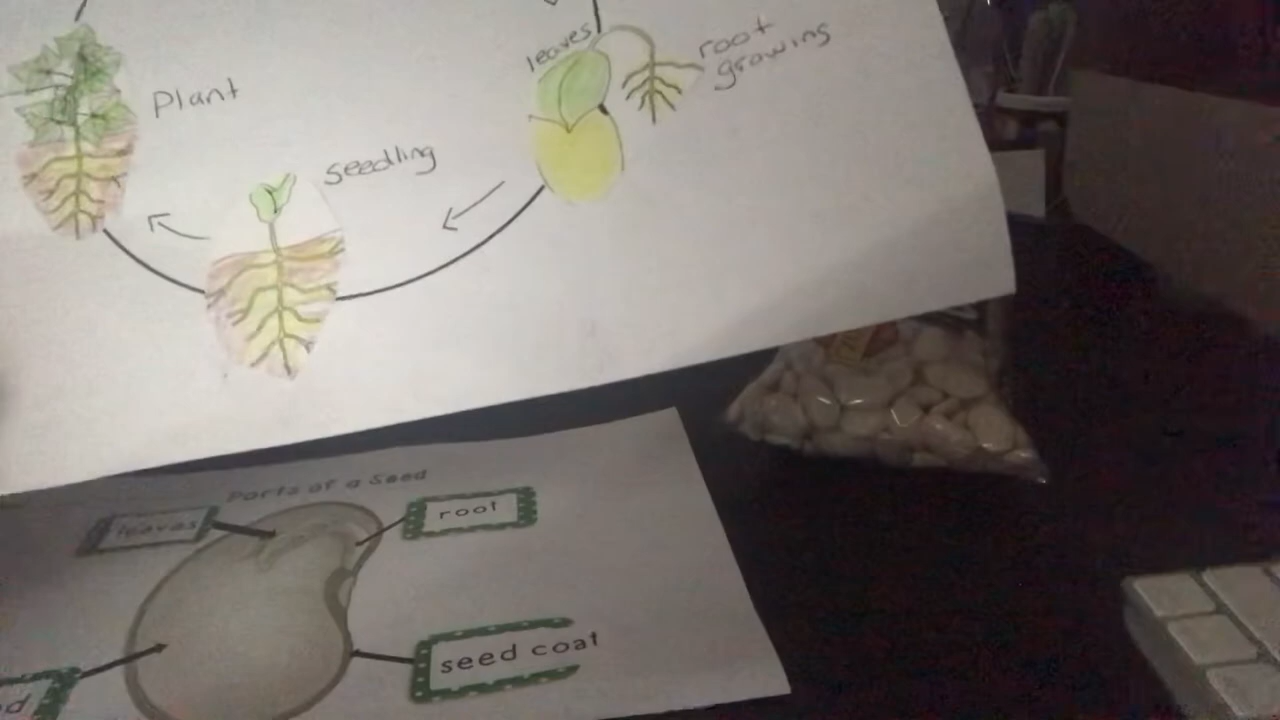 leaves
root
growing
Plant
seedling
Parts of a Seed
leaves
root
seed coat